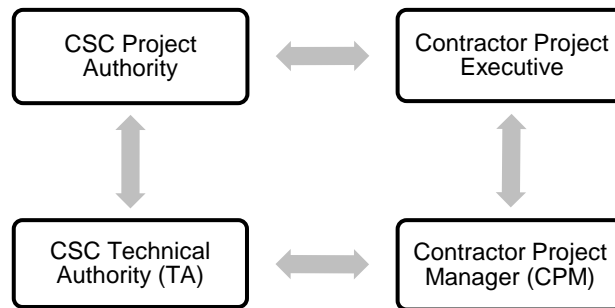 CSC Project
Authority
Contractor Project
Executive
CSC Technical
Authority (TA)
Contractor Project
Manager (CPM)